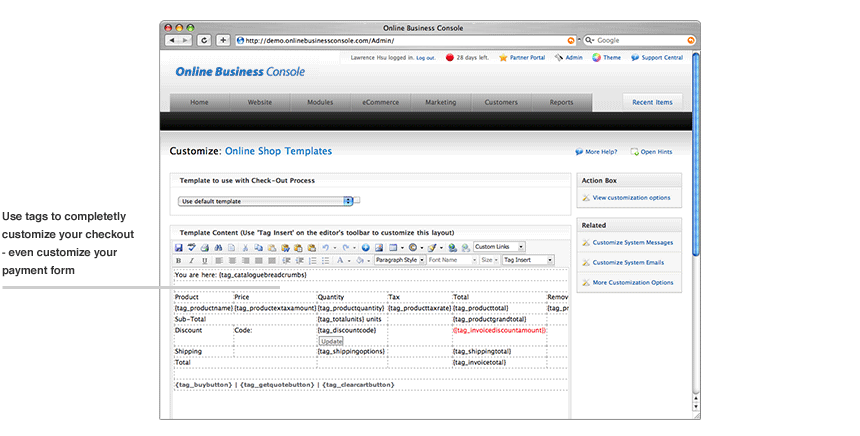 Online Business Console
http://demo.onlinebusinessconsole.com/Admin/
Google
Lawrence Hsu logged in. Log out. 28 days left. Partner Portal Admin Theme Support Central
Online Business Console
Home Website Modules eCommerce Marketing Customers Reports Recent Items
Customize: Online Shop Templates
More Help? Open Hints
Template to use with Check-Out Process
Use default template
Action Box
View customization options
Related
Customize System Messages
Customize System Emails
More Customization Options
Use tags to completetly
customize your checkout
- even customize your
payment form
Template Content (Use 'Tag Insert' on the editor's toolbar to customize this layout)
Custom Links
B I U Paragraph Style Font Name Size Tag Insert
You are here: {tag_cataloguebreadcrumbs}
Product Price Quantity Tax Total Remov
{tag_productname} {tag_productextaxamount} {tag_productquantity} {tag_producttaxrate} {tag_producttotal} {tag_pr
Sub-Total {tag_totalunits} units {tag_productgrandtotal}
Discount Code: {tag_discountcode} ({tag_invoicediscountamount})
Update
Shipping {tag_shippingoptions} {tag_shippingtotal}
Total {tag_invoicetotal}
{tag_buybutton} | {tag_getquotebutton} | {tag_clearcartbutton}